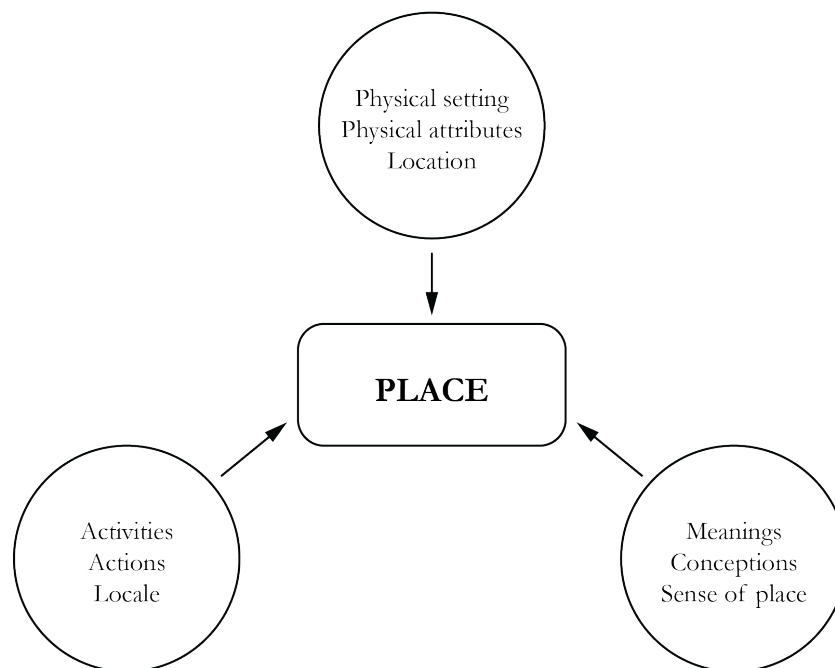 Physical setting
Physical attributes
Location
PLACE
Activities
Actions
Locale
Meanings
Conceptions
Sense of place